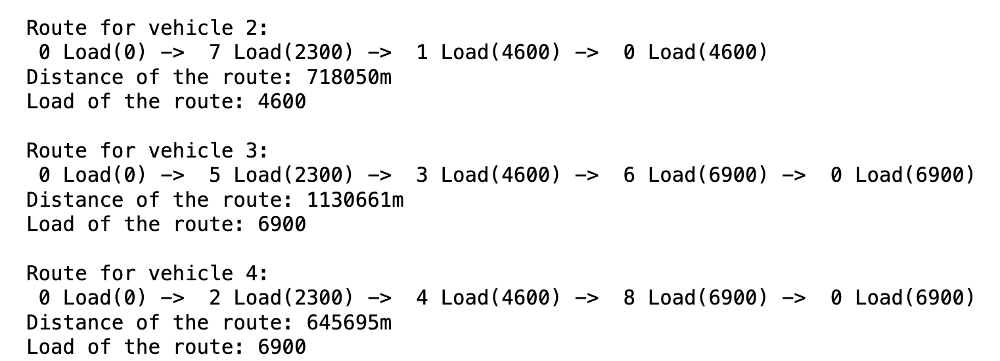 Route for vehicle 2:
 0 Load(0) ->  7 Load(2300) ->  1 Load(4600) ->  0 Load(4600)
Distance of the route: 718050m
Load of the route: 4600

Route for vehicle 3:
 0 Load(0) ->  5 Load(2300) ->  3 Load(4600) ->  6 Load(6900) ->  0 Load(6900)
Distance of the route: 1130661m
Load of the route: 6900

Route for vehicle 4:
 0 Load(0) ->  2 Load(2300) ->  4 Load(4600) ->  8 Load(6900) ->  0 Load(6900)
Distance of the route: 645695m
Load of the route: 6900